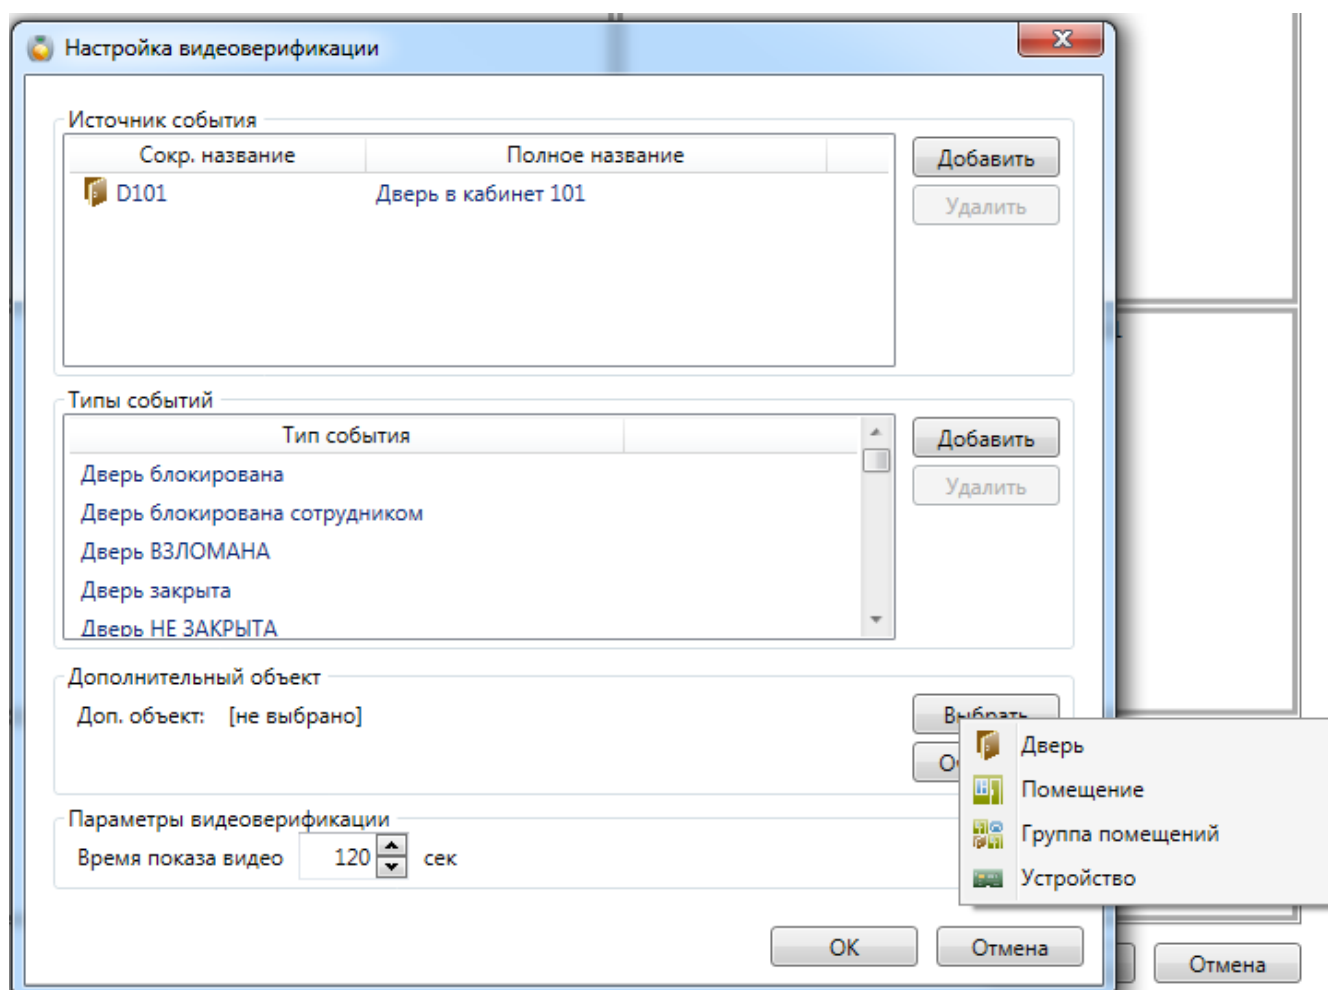 Настройка видеоверификации
Источник события
Сокр. название Полное название
Добавить
D101 Дверь в кабинет 101
Удалить
Типы событий
Тип события
Добавить
Дверь блокирована
Удалить
Дверь блокирована сотрудником
Дверь ВЗЛОМАНА
Дверь закрыта
Дверь НЕ ЗАКРЫТА
Дополнительный объект
Доп. объект: [не выбрано]
Выбрать
Дверь
Помещение
Группа помещений
Устройство
Параметры видеоверификации
Время показа видео 120 сек
OK Отмена
Отмена